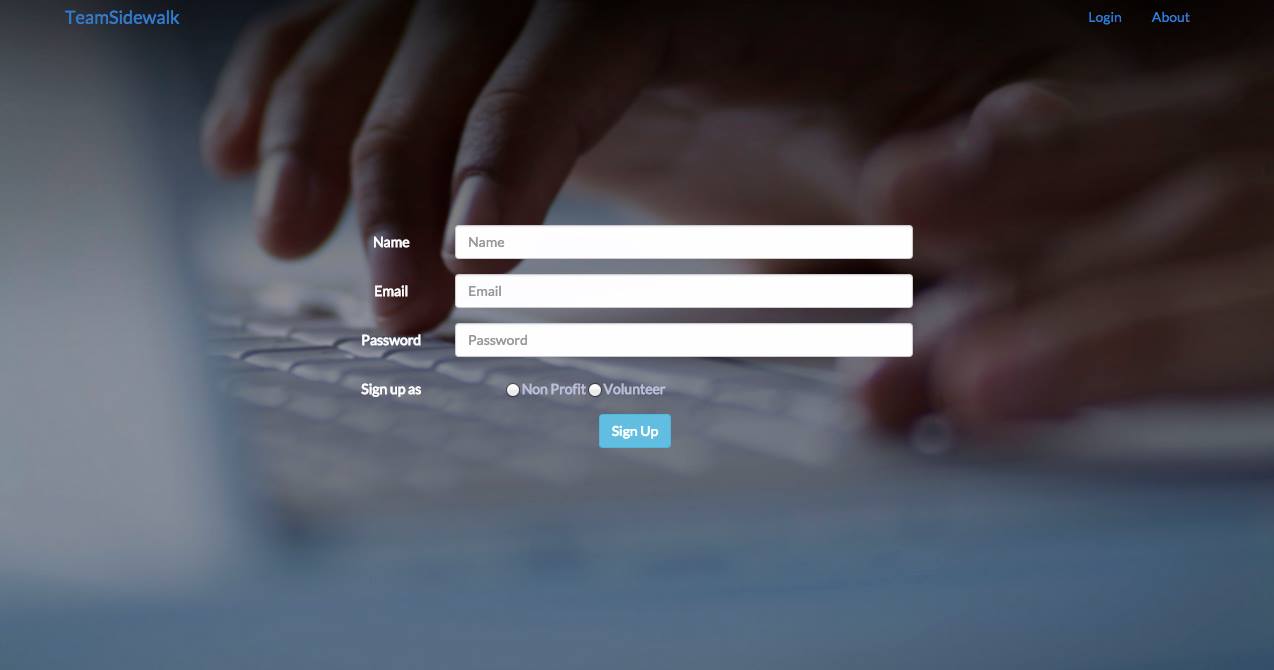 TeamSidewalk Login About
Name Name
Email Email
Password Password
Sign up as Non Profit Volunteer
Sign Up